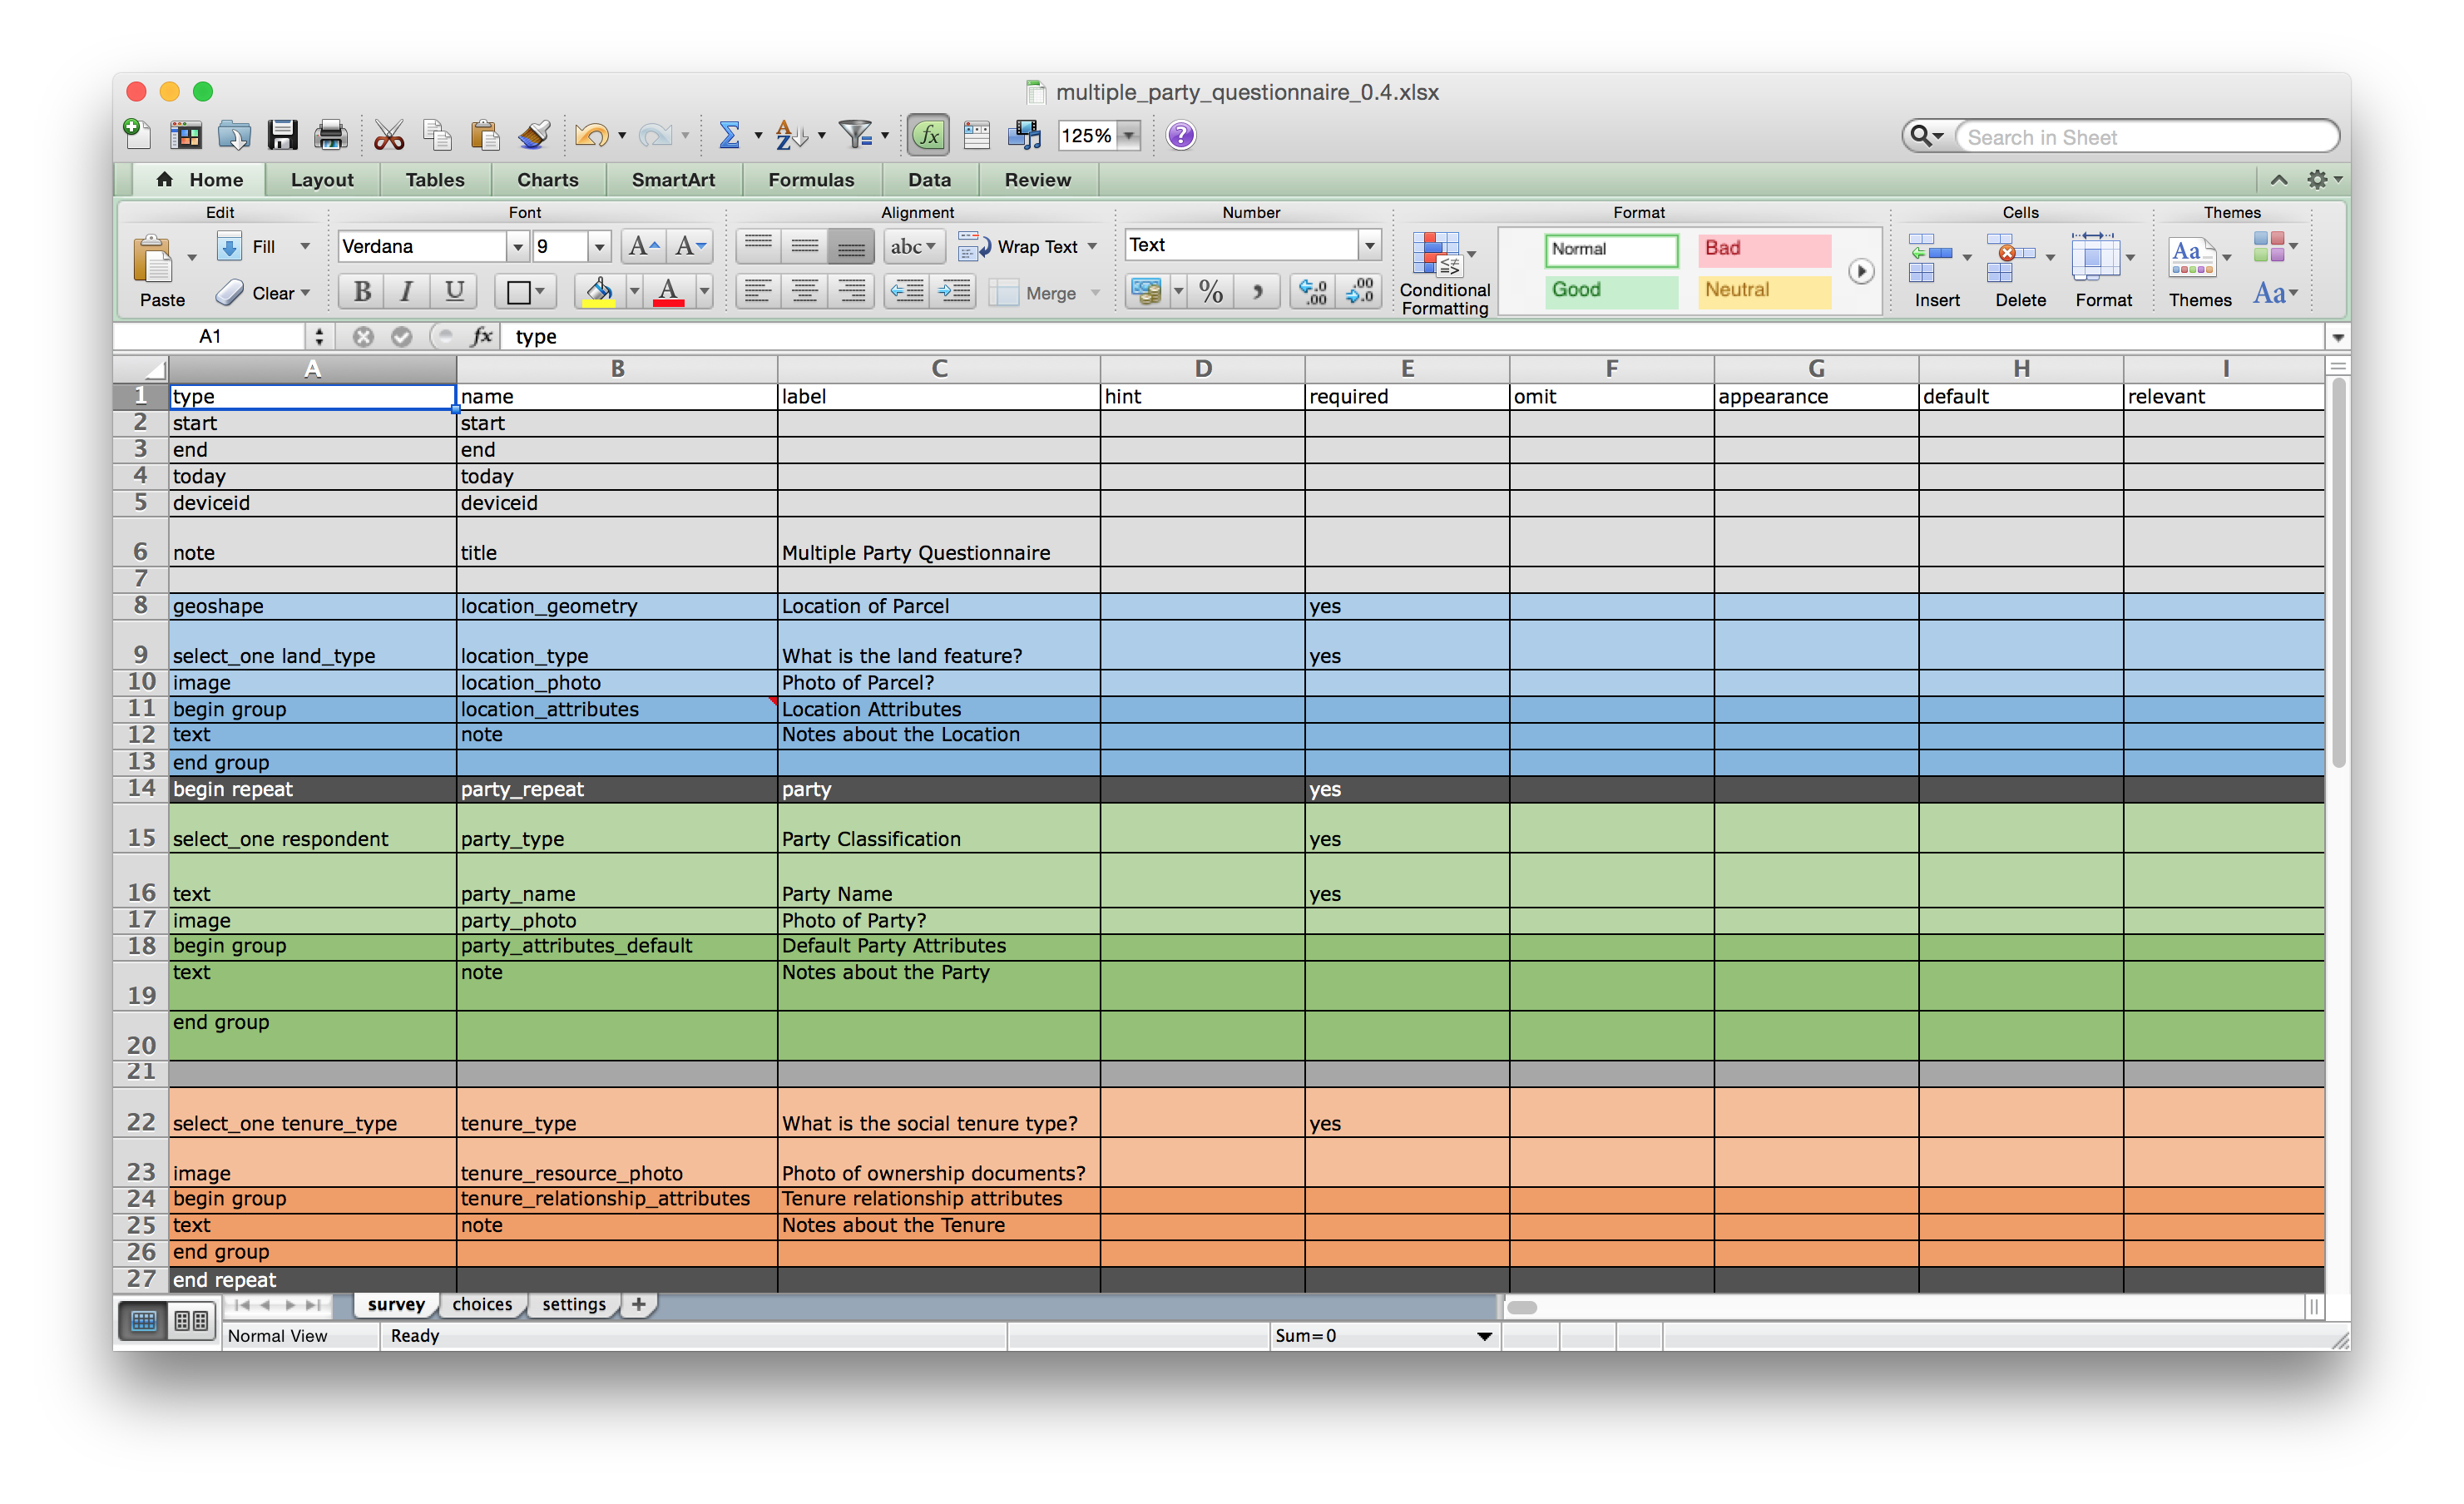 multiple_party_questionnaire_0.4.xlsx
125%
Search in Sheet
Home Layout Tables Charts SmartArt Formulas Data Review
Edit Font Alignment Number Format Cells Themes
Fill Verdana 9 A A abc Wrap Text Text Normal Bad
Paste Clear B I U A Merge % Conditional Formatting Good Neutral Insert Delete Format Themes Aa
A1 fx type
A B C D E F G H I
1 type name label hint required omit appearance default relevant
2 start start
3 end end
4 today today
5 deviceid deviceid
6 note title Multiple Party Questionnaire
7
8 geoshape location_geometry Location of Parcel yes
9 select_one land_type location_type What is the land feature? yes
10 image location_photo Photo of Parcel?
11 begin group location_attributes Location Attributes
12 text note Notes about the Location
13 end group
14 begin repeat party_repeat party yes
15 select_one respondent party_type Party Classification yes
16 text party_name Party Name yes
17 image party_photo Photo of Party?
18 begin group party_attributes_default Default Party Attributes
19 text note Notes about the Party
20 end group
21
22 select_one tenure_type tenure_type What is the social tenure type? yes
23 image tenure_resource_photo Photo of ownership documents?
24 begin group tenure_relationship_attributes Tenure relationship attributes
25 text note Notes about the Tenure
26 end group
27 end repeat
survey choices settings +
Normal View Ready Sum=0